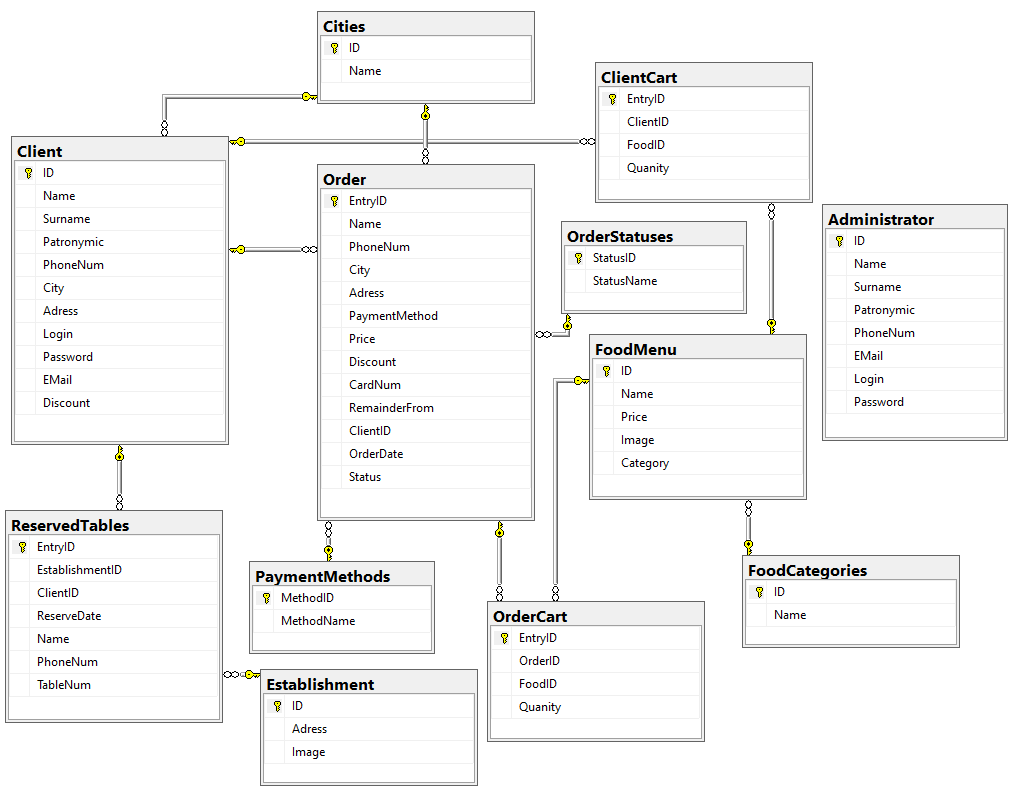 Cities
ID
Name
ClientCart
EntryID
ClientID
FoodID
Quanity
Client
ID
Name
Surname
Patronymic
PhoneNum
City
Adress
Login
Password
EMail
Discount
Order
EntryID
Name
PhoneNum
City
Adress
PaymentMethod
Price
Discount
CardNum
RemainderFrom
ClientID
OrderDate
Status
OrderStatuses
StatusID
StatusName
Administrator
ID
Name
Surname
Patronymic
PhoneNum
EMail
Login
Password
FoodMenu
ID
Name
Price
Image
Category
ReservedTables
EntryID
EstablishmentID
ClientID
ReserveDate
Name
PhoneNum
TableNum
PaymentMethods
MethodID
MethodName
FoodCategories
ID
Name
OrderCart
EntryID
OrderID
FoodID
Quanity
Establishment
ID
Adress
Image